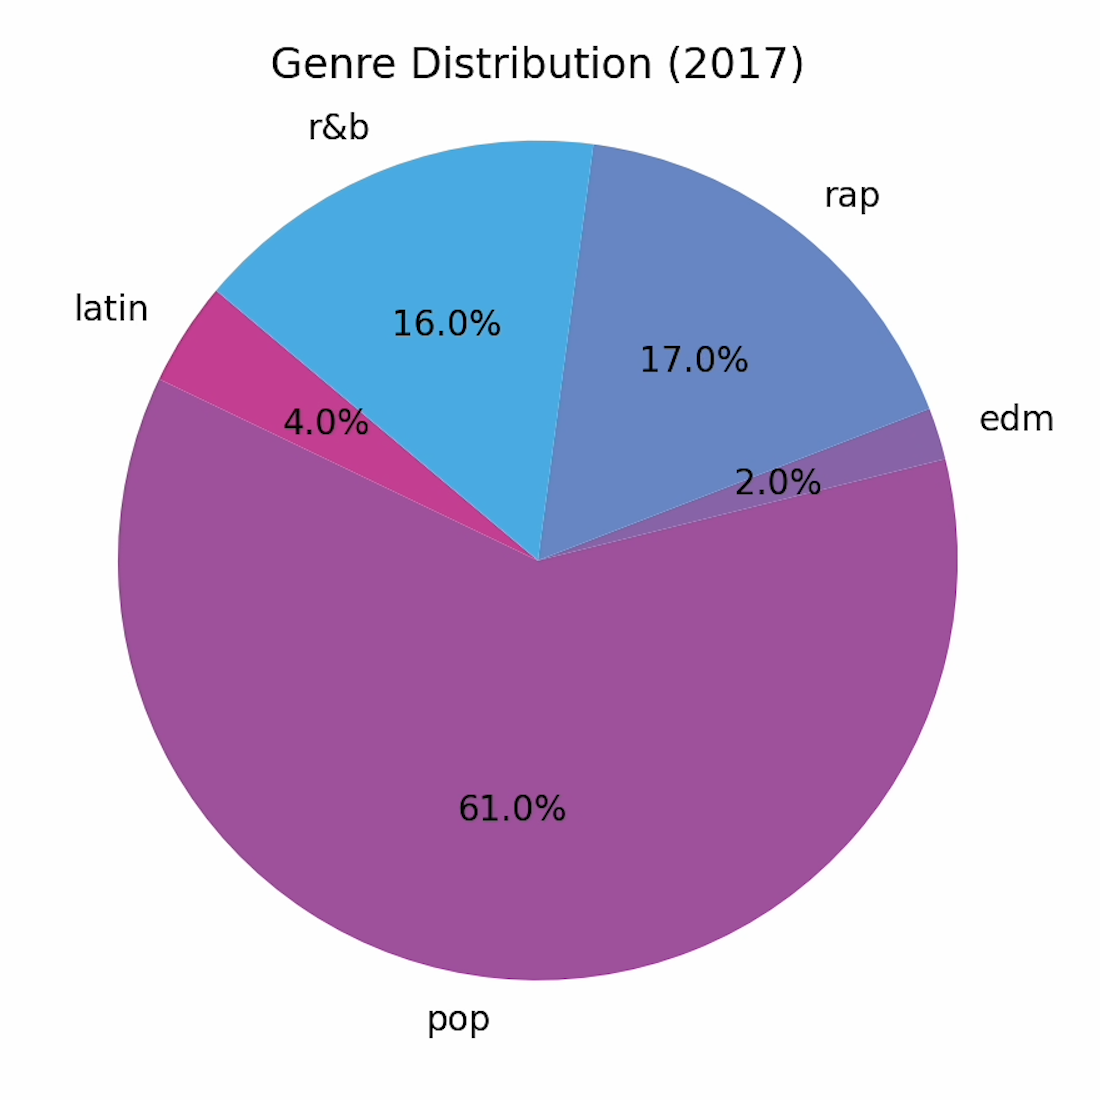 Genre Distribution (2017)
r&b
rap
latin
16.0%
17.0%
edm
4.0%
2.0%
61.0%
pop